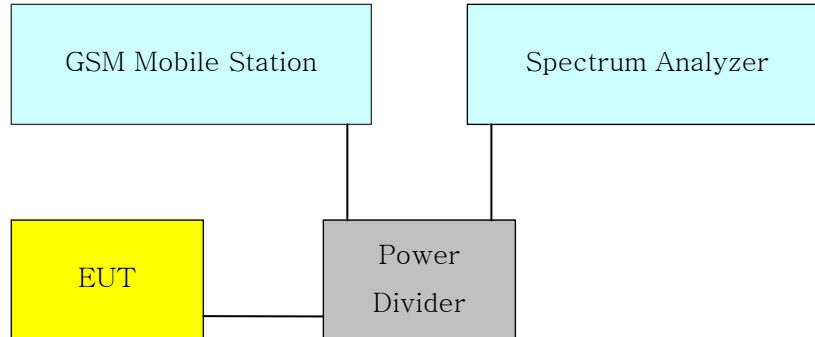 GSM Mobile Station
Spectrum Analyzer
EUT
Power
Divider